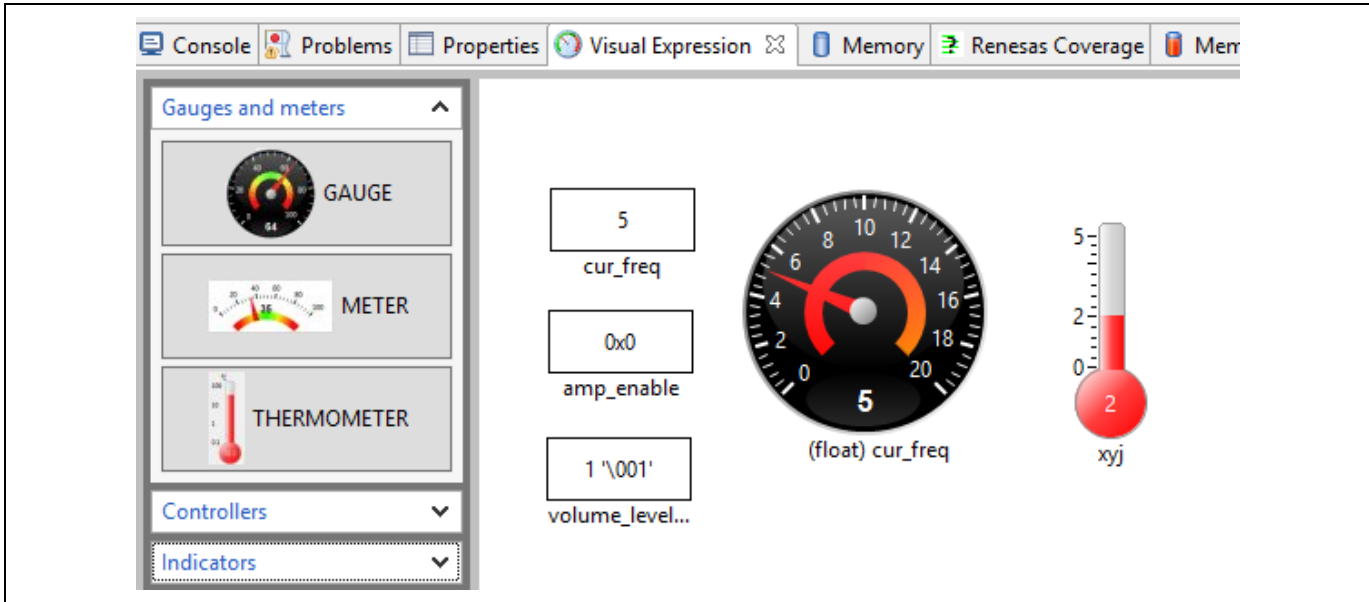 Console Problems Properties Visual Expression Memory Renesas Coverage Mem
Gauges and meters
GAUGE
64
METER
THERMOMETER
Controllers
Indicators
5
cur_freq
0x0
amp_enable
1 '\001'
volume_level...
0 2 4 6 8 10 12 14 16 18 20
5
(float) cur_freq
5
2
0
2
xyj